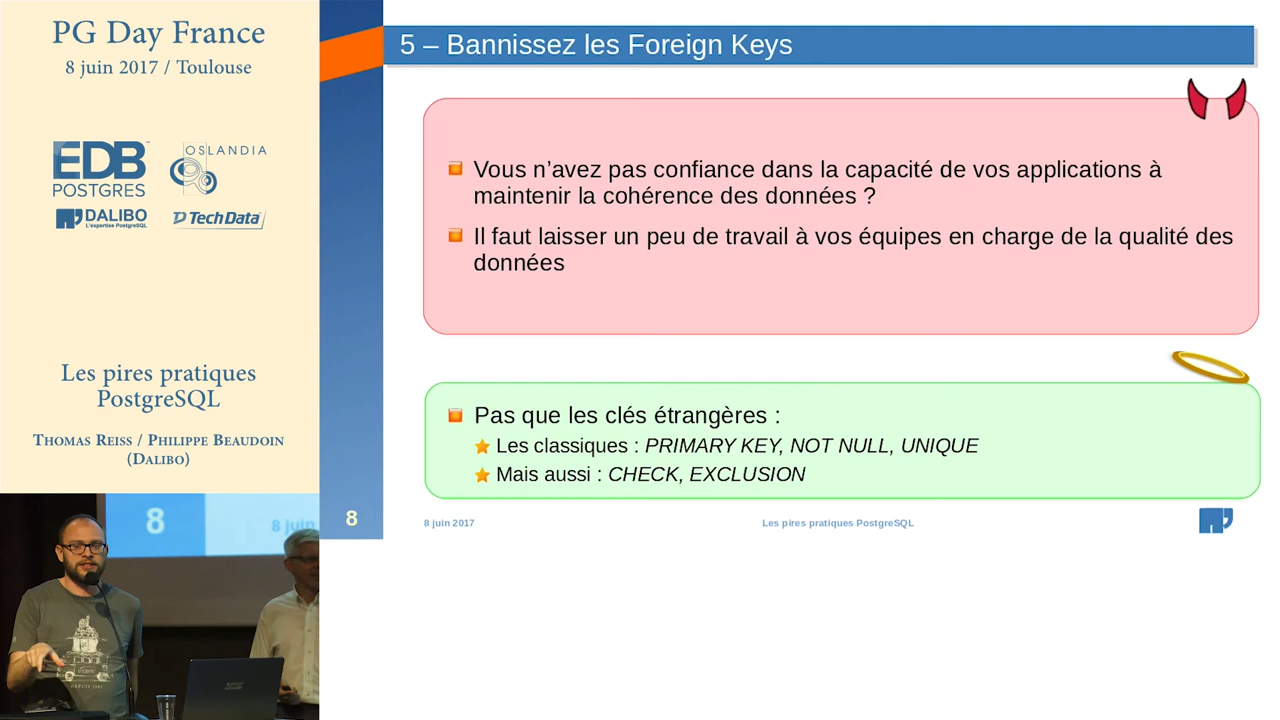 PG Day France
8 juin 2017 / Toulouse
EDB
POSTGRES
OSLANDIA
DALIBO
L'expertise PostgreSQL
TechData
Les pires pratiques
PostgreSQL
Thomas Reiss / Philippe Beaudoin
(Dalibo)
5 – Bannissez les Foreign Keys
Vous n’avez pas confiance dans la capacité de vos applications à
maintenir la cohérence des données ?
Il faut laisser un peu de travail à vos équipes en charge de la qualité des
données
Pas que les clés étrangères :
Les classiques : PRIMARY KEY, NOT NULL, UNIQUE
Mais aussi : CHECK, EXCLUSION
8
8 juin 2017
Les pires pratiques PostgreSQL
8
8 juin